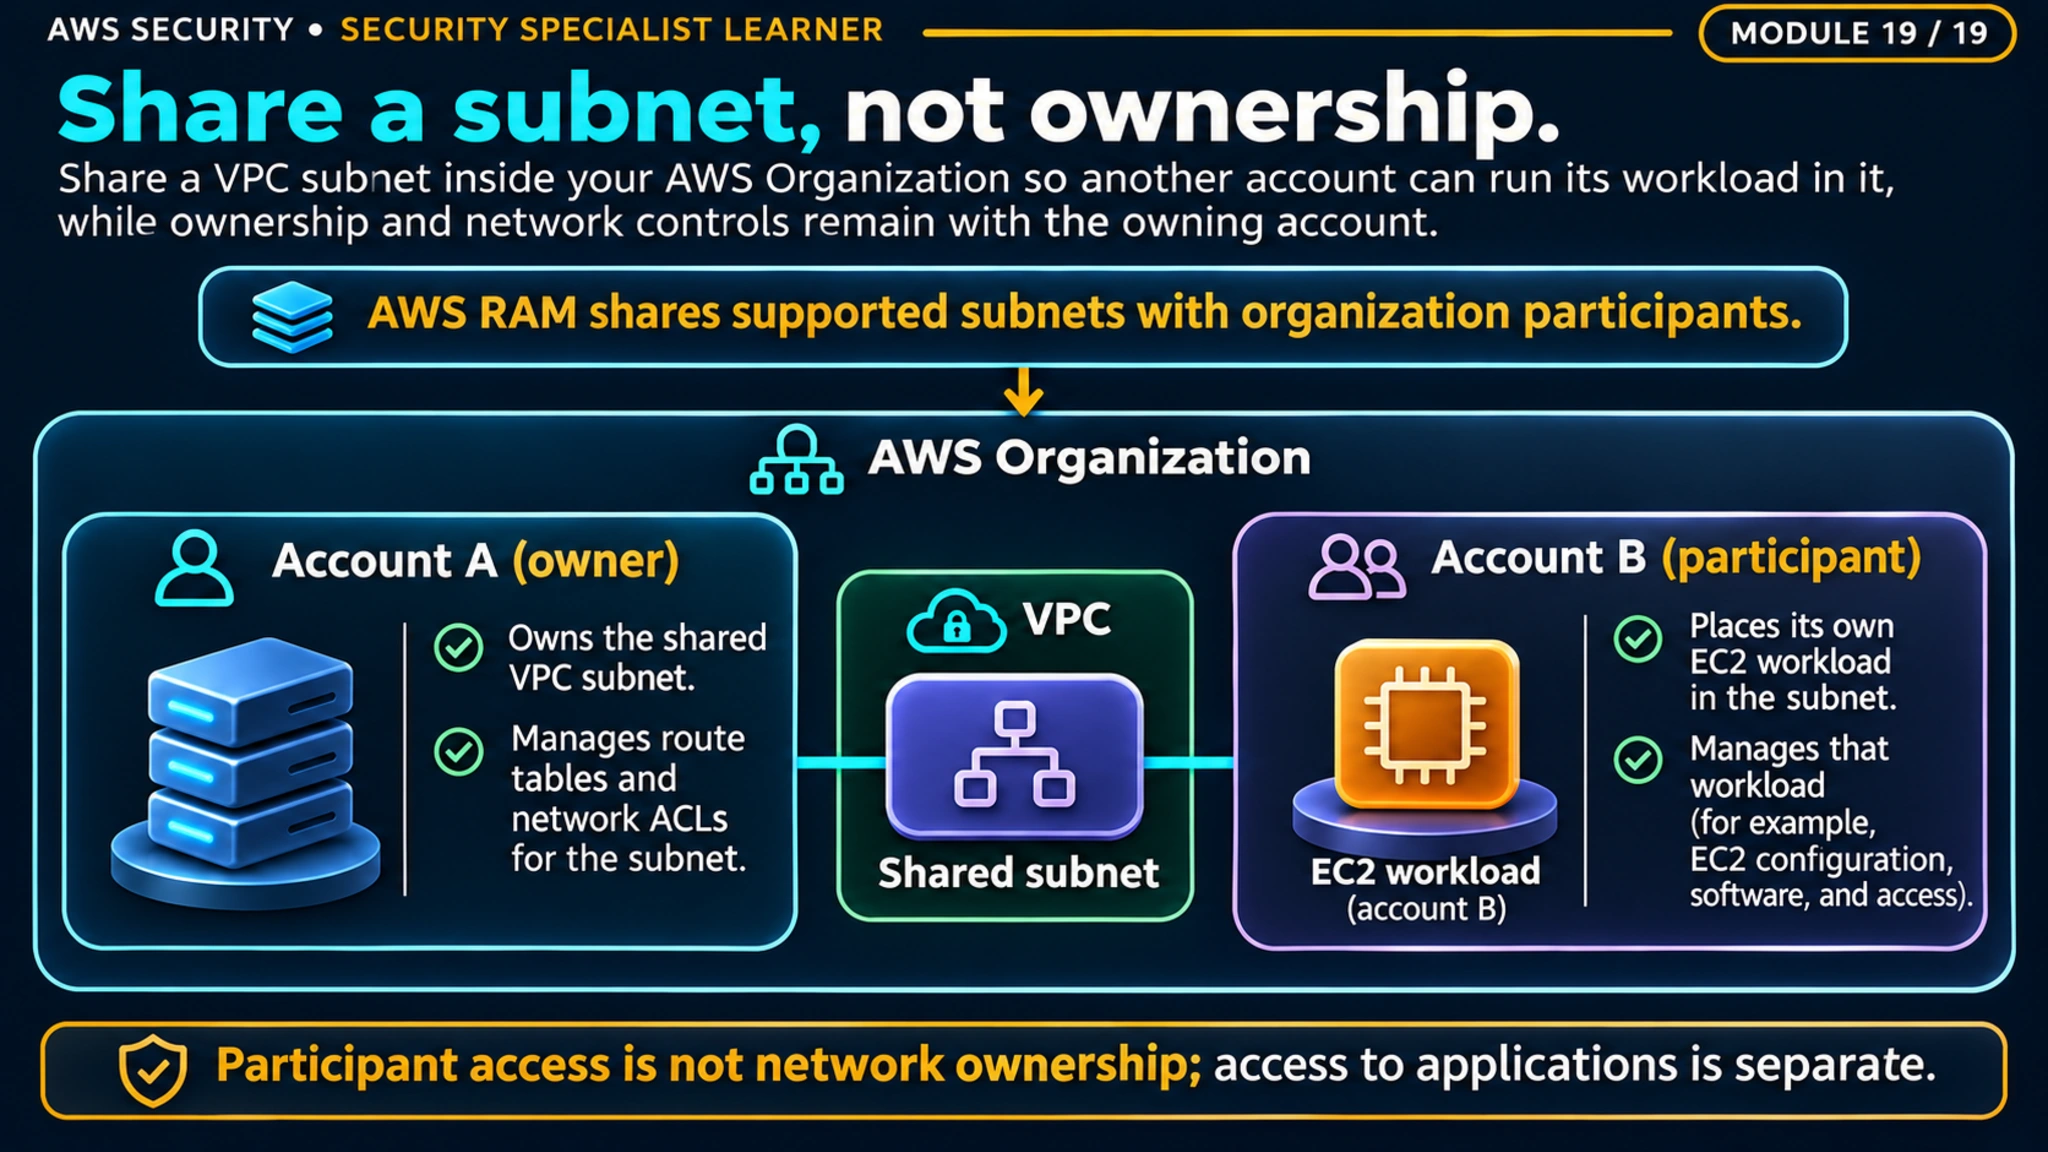 AWS SECURITY • SECURITY SPECIALIST LEARNER
MODULE 19 / 19
Share a subnet, not ownership.
Share a VPC subnet inside your AWS Organization so another account can run its workload in it,
while ownership and network controls remain with the owning account.
AWS RAM shares supported subnets with organization participants.
AWS Organization
Account A (owner)
Owns the shared
VPC subnet.
Manages route
tables and
network ACLs
for the subnet.
VPC
Shared subnet
Account B (participant)
EC2 workload
(account B)
Places its own
EC2 workload
in the subnet.
Manages that
workload
(for example,
EC2 configuration,
software, and access).
Participant access is not network ownership; access to applications is separate.